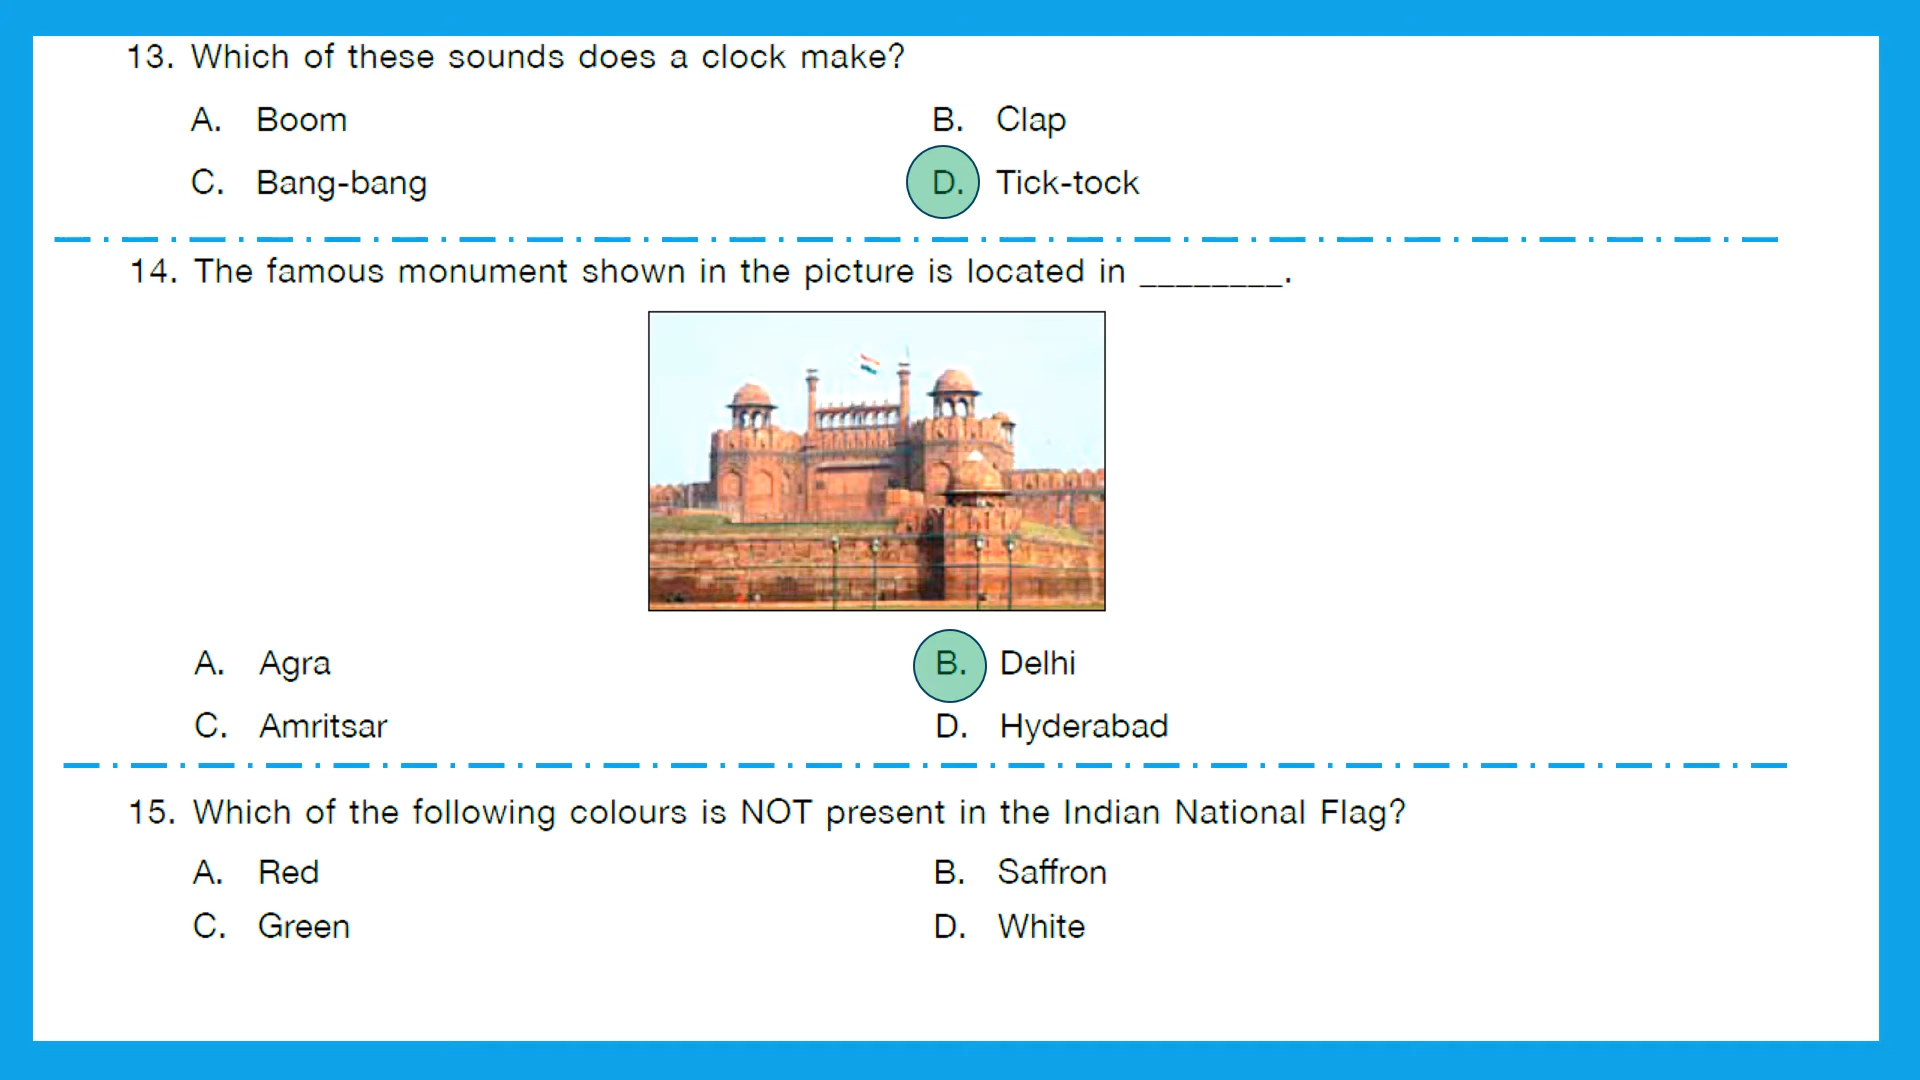 13. Which of these sounds does a clock make?
A. Boom
B. Clap
C. Bang-bang
D. Tick-tock
14. The famous monument shown in the picture is located in ________.
A. Agra
B. Delhi
C. Amritsar
D. Hyderabad
15. Which of the following colours is NOT present in the Indian National Flag?
A. Red
B. Saffron
C. Green
D. White